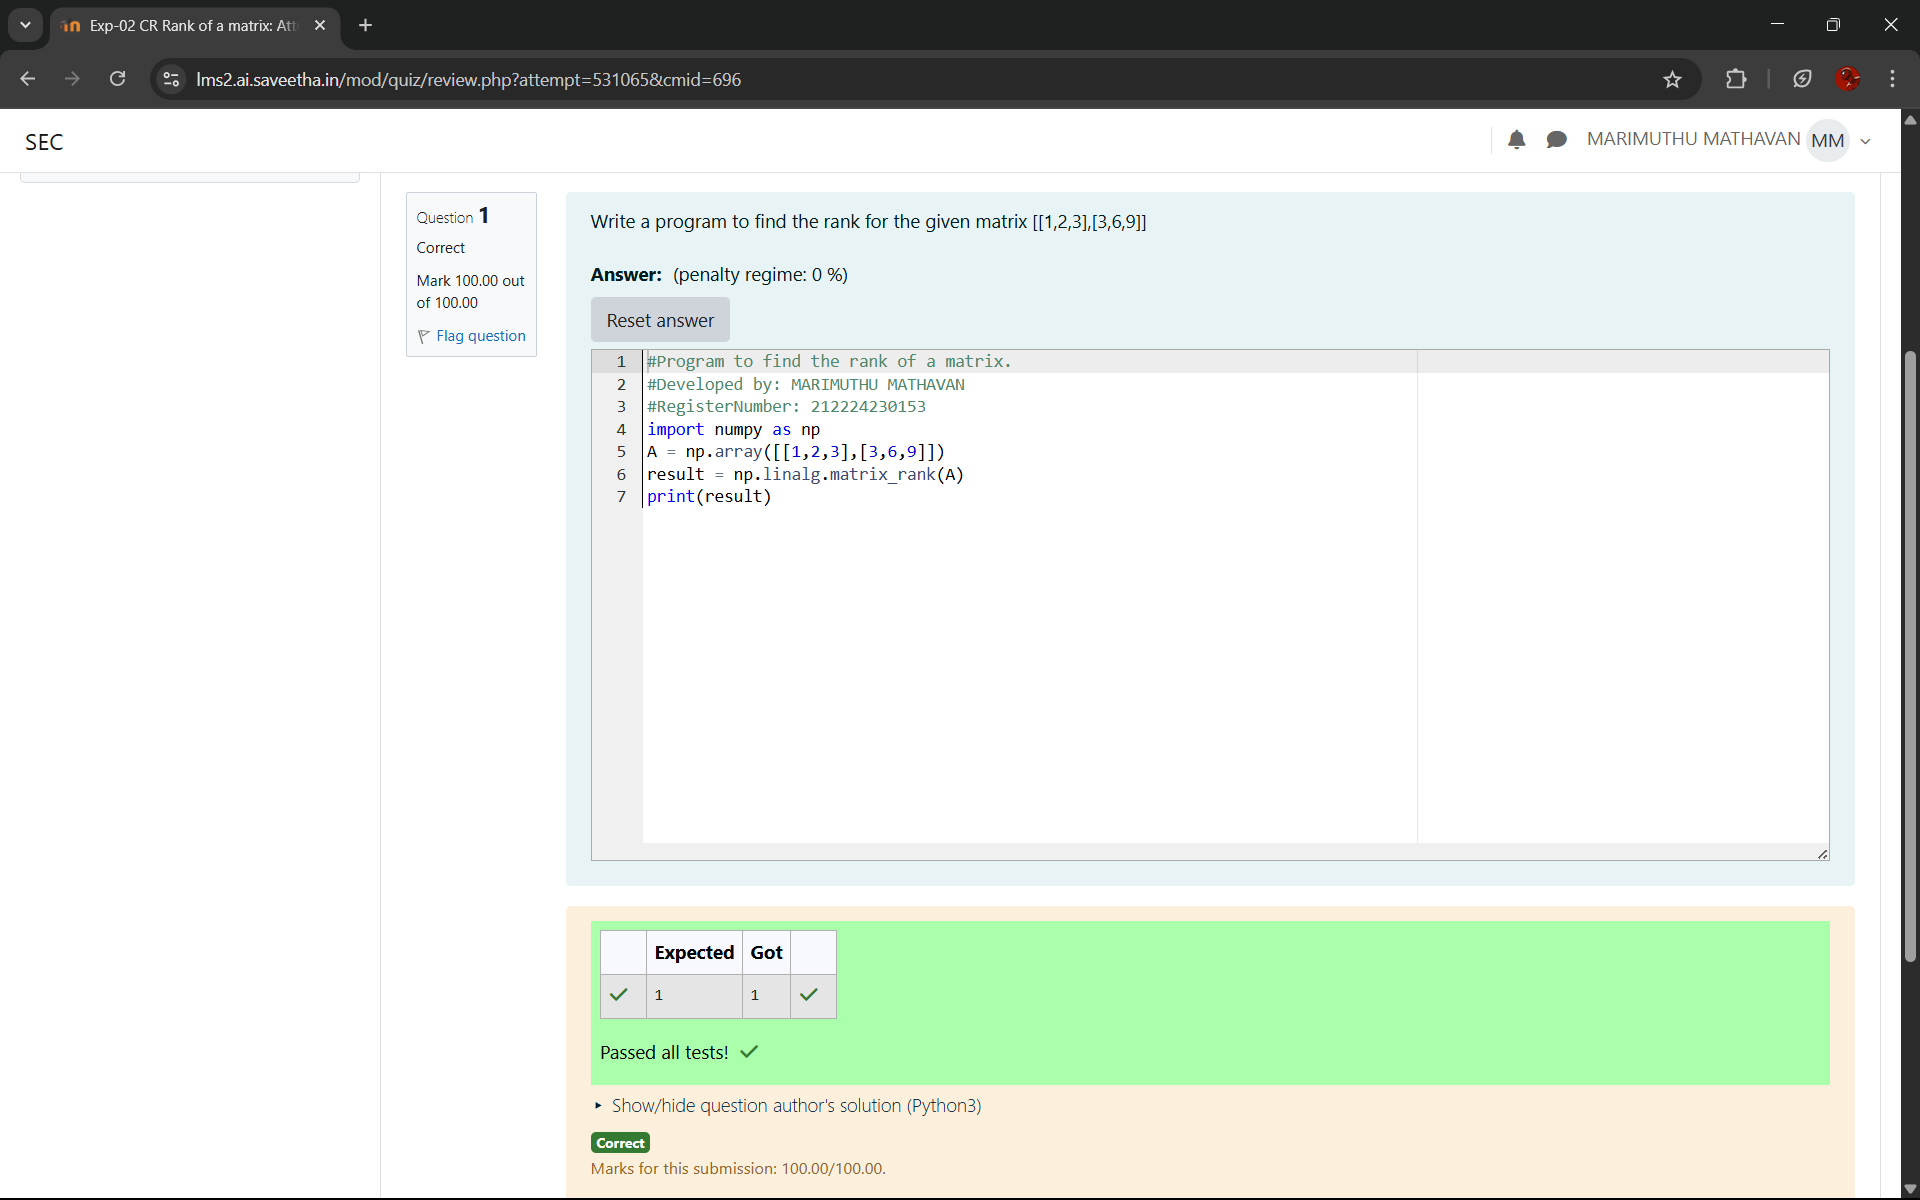 Exp-02 CR Rank of a matrix: Att
lms2.ai.saveetha.in/mod/quiz/review.php?attempt=531065&cmid=696
SEC
MARIMUTHU MATHAVAN MM
Question 1
Correct
Mark 100.00 out
of 100.00
Flag question
Write a program to find the rank for the given matrix [[1,2,3],[3,6,9]]
Answer: (penalty regime: 0 %)
Reset answer
1 #Program to find the rank of a matrix.
2 #Developed by: MARIMUTHU MATHAVAN
3 #RegisterNumber: 212224230153
4 import numpy as np
5 A = np.array([[1,2,3],[3,6,9]])
6 result = np.linalg.matrix_rank(A)
7 print(result)
Expected Got
1 1
Passed all tests!
Show/hide question author's solution (Python3)
Correct
Marks for this submission: 100.00/100.00.